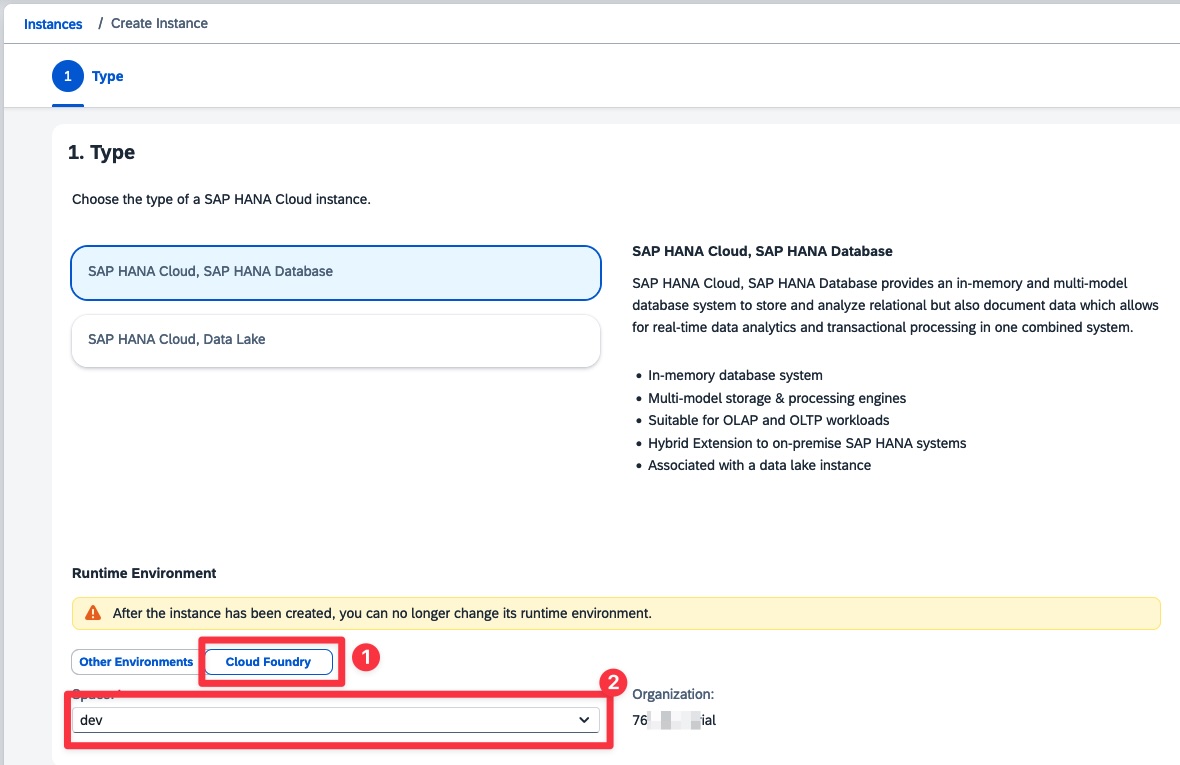 Instances / Create Instance
1 Type
1. Type
Choose the type of a SAP HANA Cloud instance.
SAP HANA Cloud, SAP HANA Database
SAP HANA Cloud, Data Lake
SAP HANA Cloud, SAP HANA Database
SAP HANA Cloud, SAP HANA Database provides an in-memory and multi-model
database system to store and analyze relational but also document data which allows
for real-time data analytics and transactional processing in one combined system.
• In-memory database system
• Multi-model storage & processing engines
• Suitable for OLAP and OLTP workloads
• Hybrid Extension to on-premise SAP HANA systems
• Associated with a data lake instance
Runtime Environment
After the instance has been created, you can no longer change its runtime environment.
Other Environments Cloud Foundry 1
2
dev
Organization:
76 ial